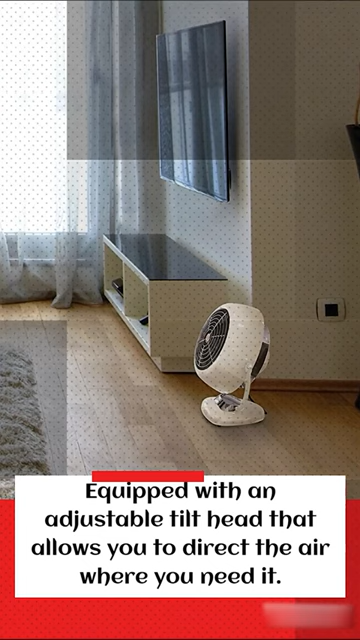 Equipped with an
adjustable tilt head that
allows you to direct the air
where you need it.